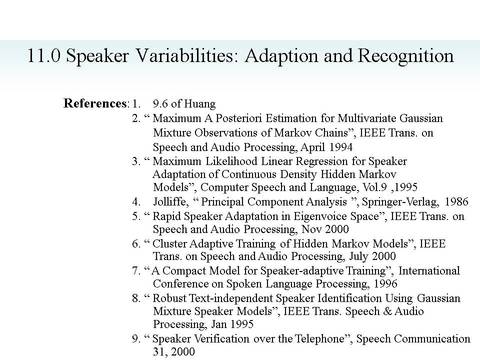 11.0 Speaker Variabilities: Adaption and Recognition
References: 1. 9.6 of Huang
2. “ Maximum A Posteriori Estimation for Multivariate Gaussian
Mixture Observations of Markov Chains”, IEEE Trans. on
Speech and Audio Processing, April 1994
3. “ Maximum Likelihood Linear Regression for Speaker
Adaptation of Continuous Density Hidden Markov
Models”, Computer Speech and Language, Vol.9 ,1995
4. Jolliffe, “ Principal Component Analysis ”, Springer-Verlag, 1986
5. “ Rapid Speaker Adaptation in Eigenvoice Space”, IEEE Trans. on
Speech and Audio Processing, Nov 2000
6. “ Cluster Adaptive Training of Hidden Markov Models”, IEEE
Trans. on Speech and Audio Processing, July 2000
7. “ A Compact Model for Speaker-adaptive Training”, International
Conference on Spoken Language Processing, 1996
8. “ Robust Text-independent Speaker Identification Using Gaussian
Mixture Speaker Models”, IEEE Trans. Speech & Audio
Processing, Jan 1995
9. “ Speaker Verification over the Telephone”, Speech Communication
31, 2000